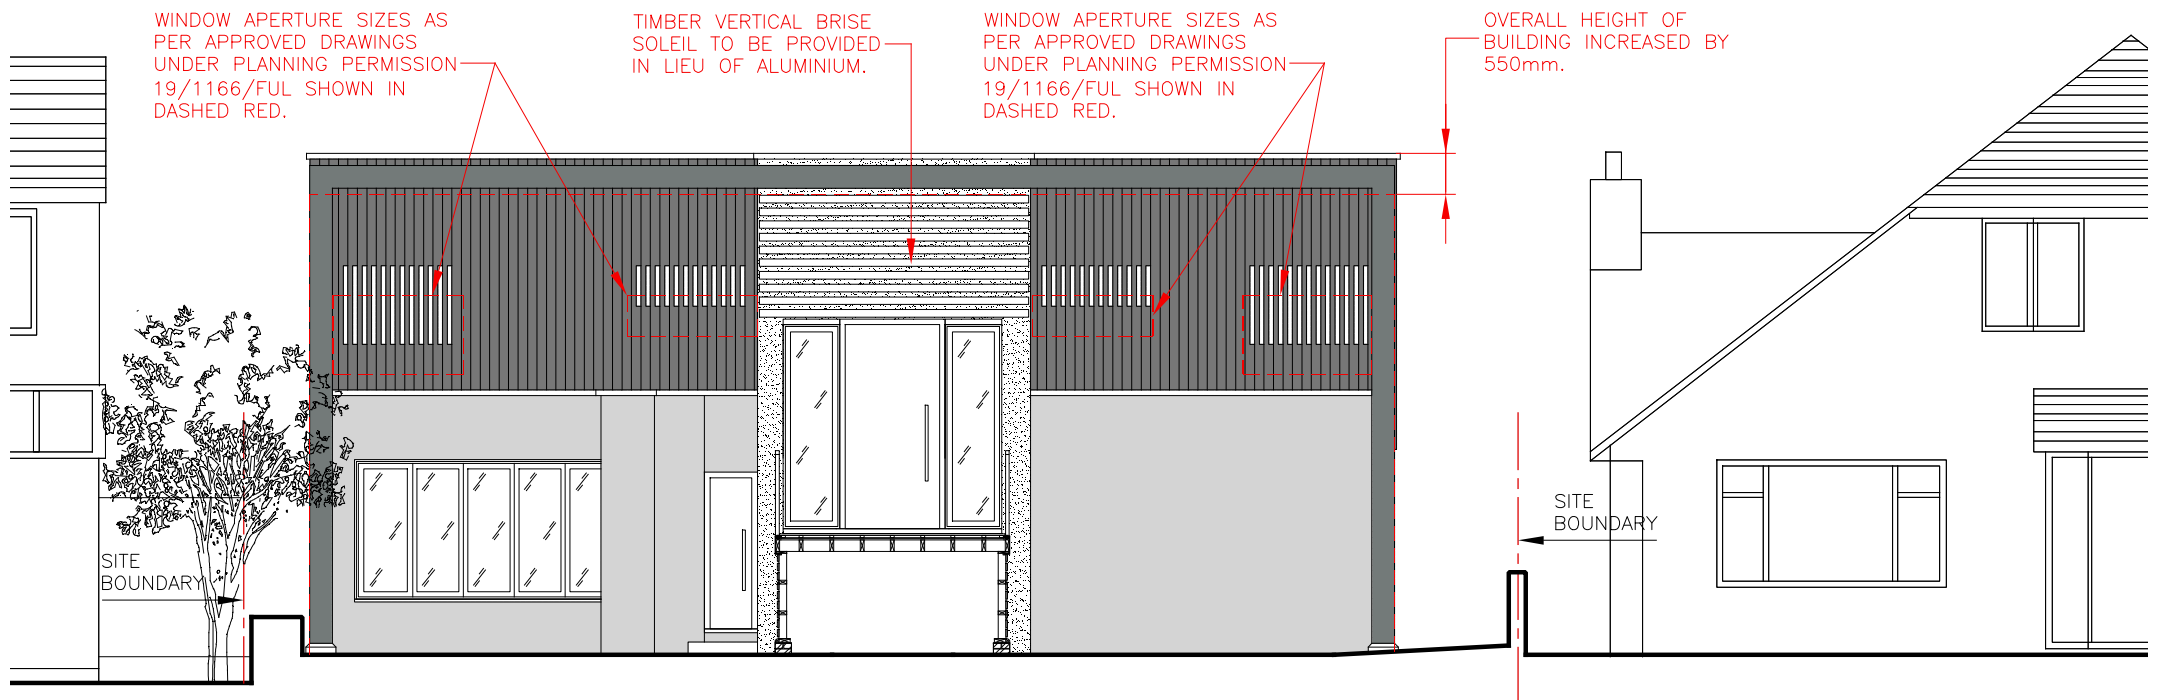 WINDOW APERTURE SIZES AS
PER APPROVED DRAWINGS
UNDER PLANNING PERMISSION
19/1166/FUL SHOWN IN
DASHED RED.
TIMBER VERTICAL BRISE
SOLEIL TO BE PROVIDED
IN LIEU OF ALUMINIUM.
WINDOW APERTURE SIZES AS
PER APPROVED DRAWINGS
UNDER PLANNING PERMISSION
19/1166/FUL SHOWN IN
DASHED RED.
OVERALL HEIGHT OF
BUILDING INCREASED BY
550mm.
SITE
BOUNDARY
SITE
BOUNDARY